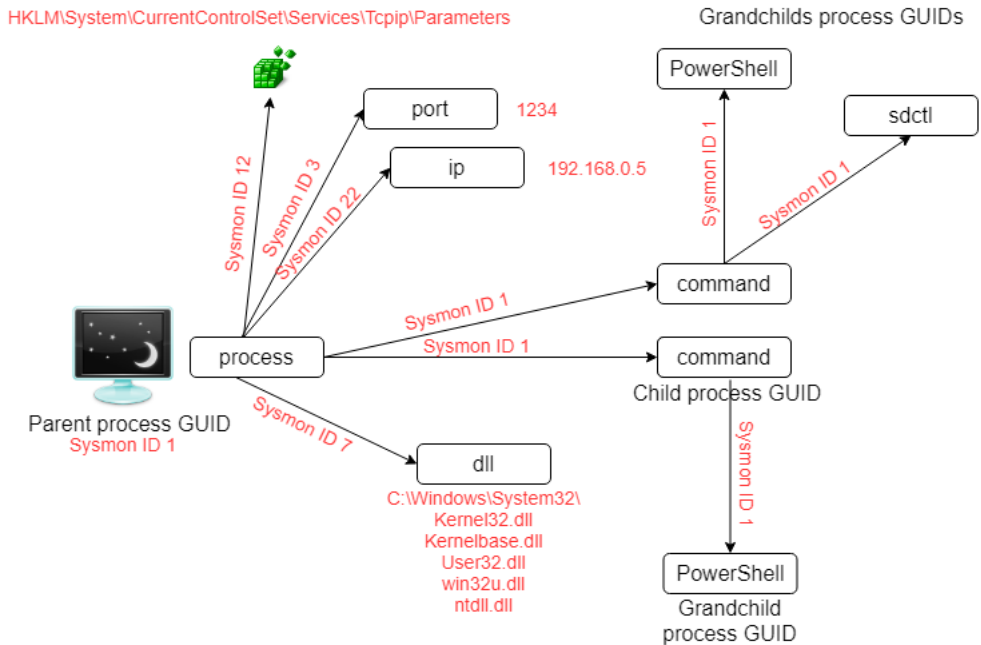 HKLM\System\CurrentControlSet\Services\Tcpip\Parameters
Grandchilds process GUIDs
PowerShell
port
1234
sdctl
ip
192.168.0.5
Sysmon ID 12
Sysmon ID 3
Sysmon ID 22
Sysmon ID 1
Sysmon ID 1
command
Sysmon ID 1
process
Sysmon ID 1
command
Child process GUID
Parent process GUID
Sysmon ID 1
Sysmon ID 7
dll
C:\Windows\System32\
Kernel32.dll
Kernelbase.dll
User32.dll
win32u.dll
ntdll.dll
Sysmon ID 1
PowerShell
Grandchild
process GUID